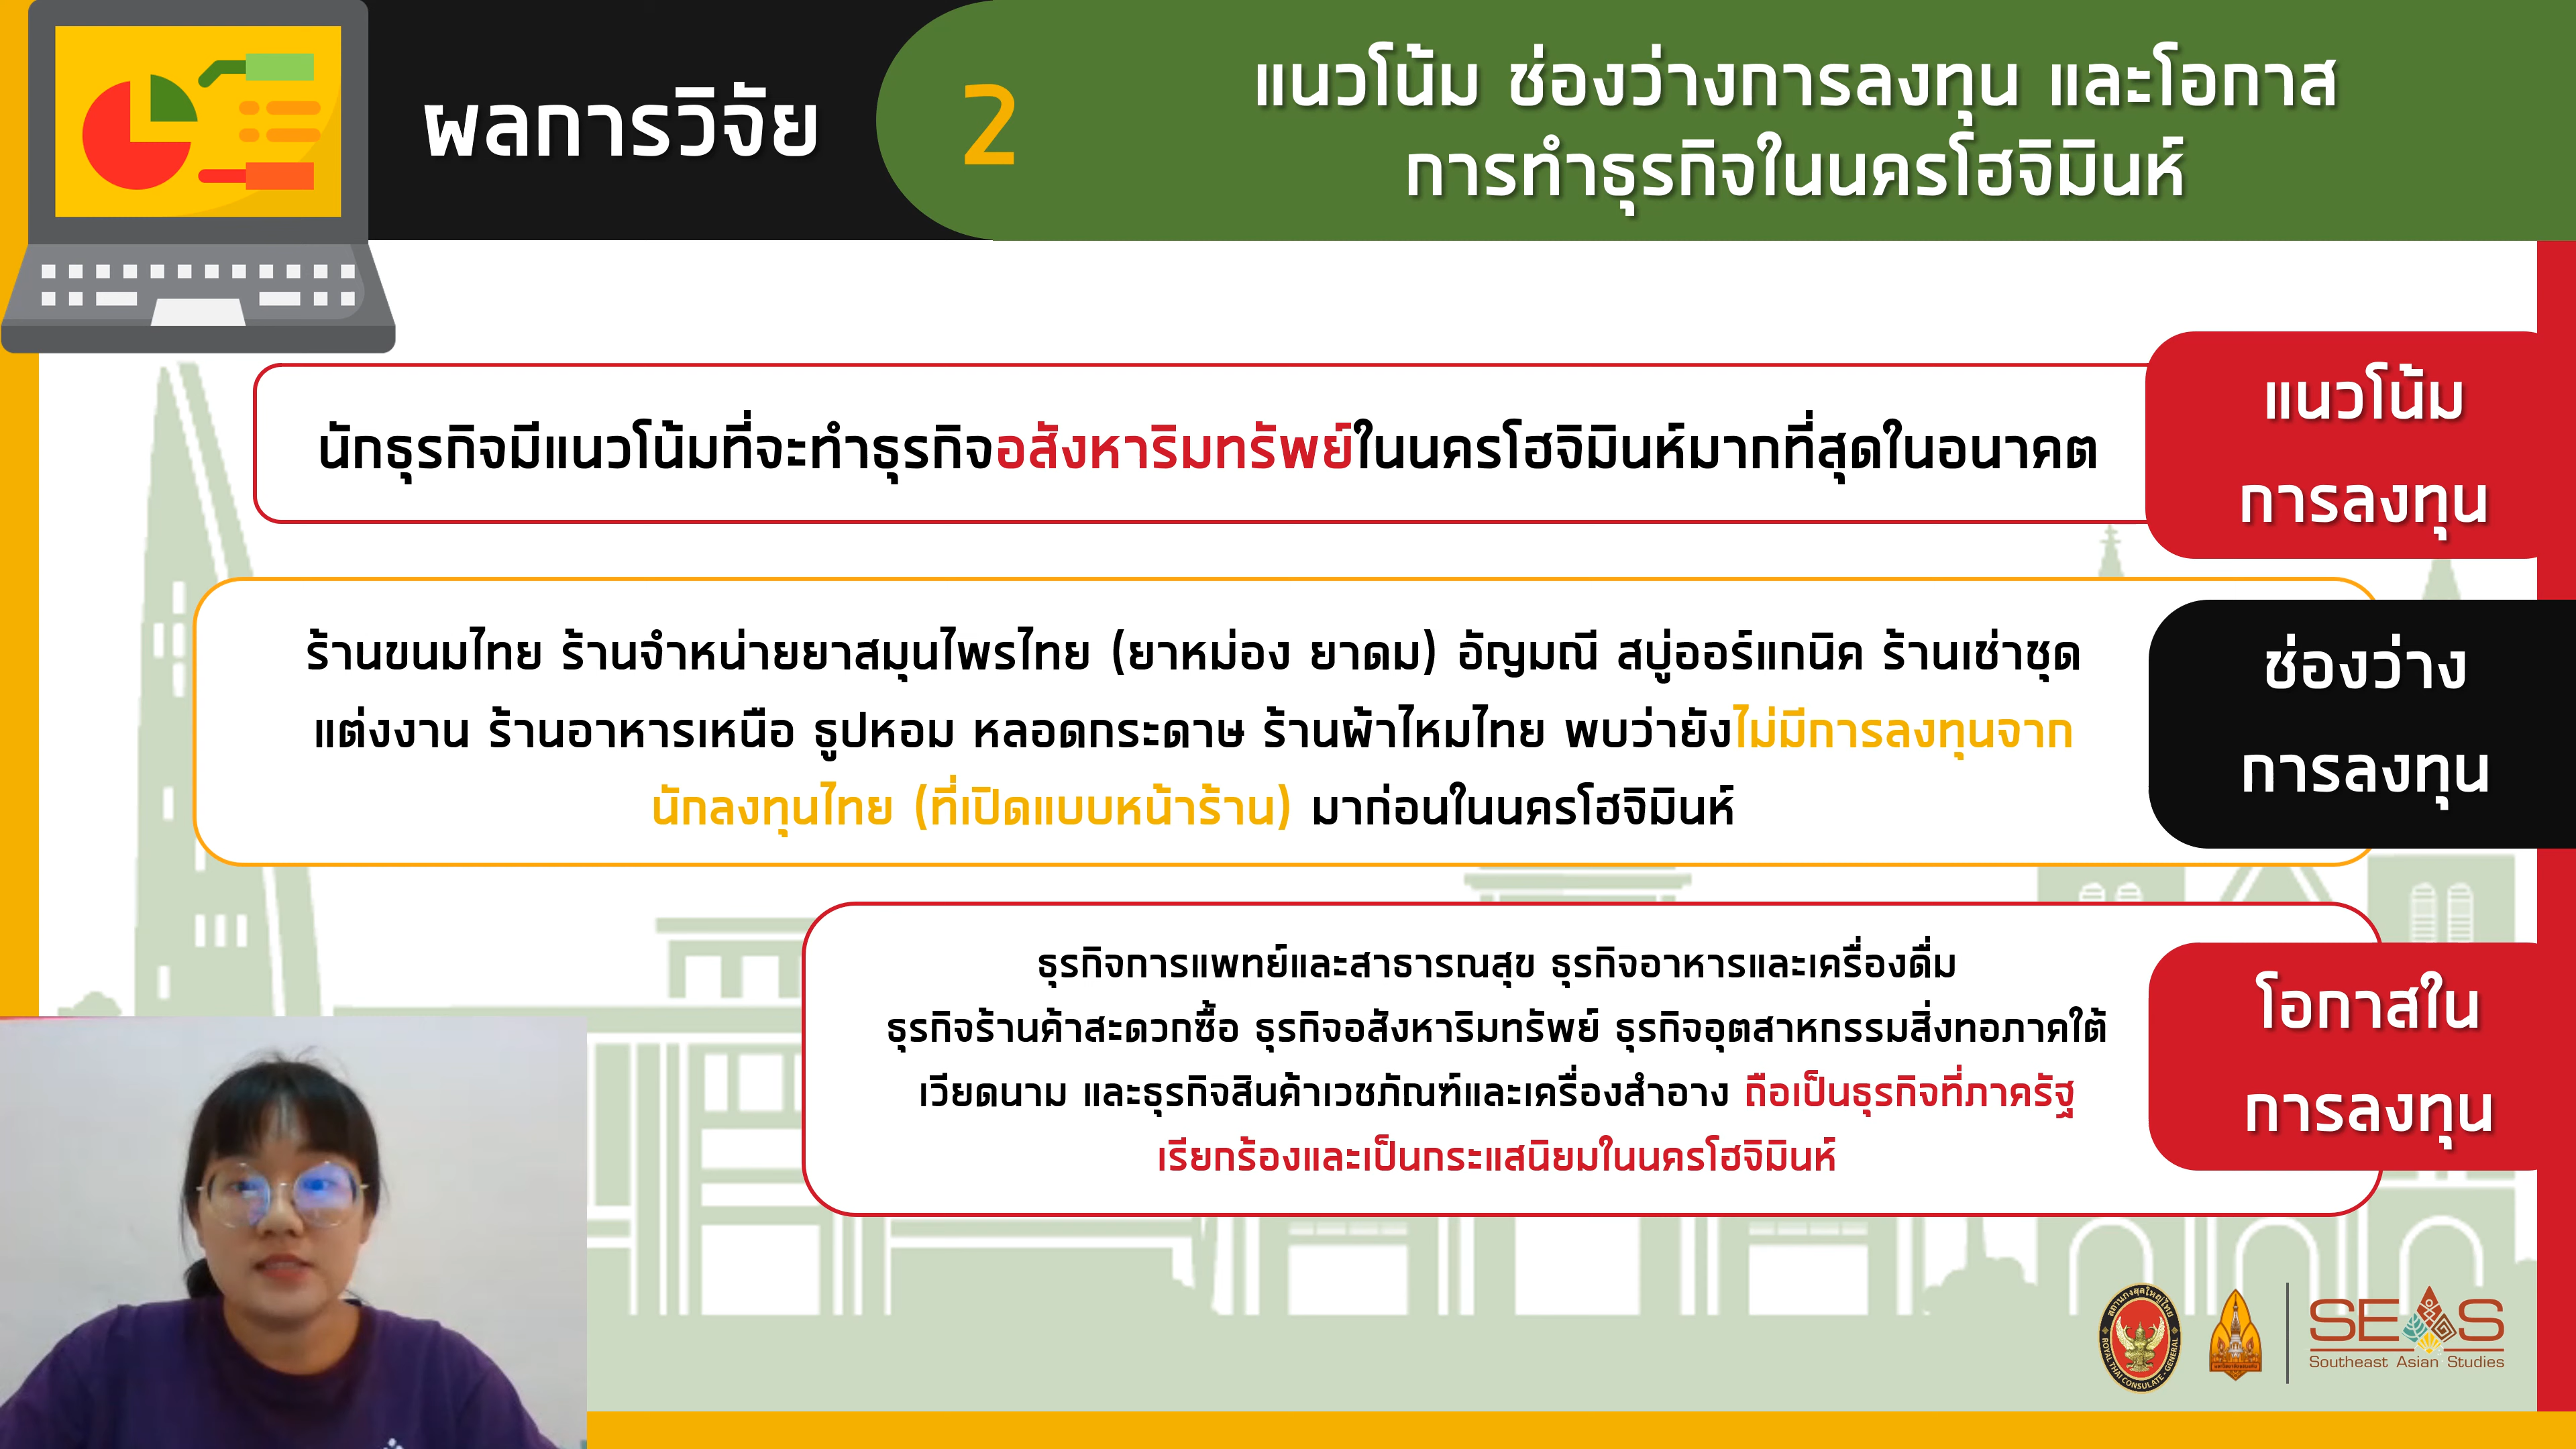 ผลการวิจัย
2
แนวโน้ม ช่องว่างการลงทุน และโอกาส
การทำธุรกิจในนครโฮจิมินห์
นักธุรกิจมีแนวโน้มที่จะทำธุรกิจอสังหาริมทรัพย์ในนครโฮจิมินห์มากที่สุดในอนาคต
แนวโน้ม
การลงทุน
ร้านขนมไทย ร้านจำหน่ายยาสมุนไพรไทย (ยาหม่อง ยาดม) อัญมณี สบู่ออร์แกนิค ร้านเช่าชุด
แต่งงาน ร้านอาหารเหนือ ธูปหอม หลอดกระดาษ ร้านผ้าไหมไทย พบว่ายังไม่มีการลงทุนจาก
นักลงทุนไทย (ที่เปิดแบบหน้าร้าน) มาก่อนในนครโฮจิมินห์
ช่องว่าง
การลงทุน
ธุรกิจการแพทย์และสาธารณสุข ธุรกิจอาหารและเครื่องดื่ม
ธุรกิจร้านค้าสะดวกซื้อ ธุรกิจอสังหาริมทรัพย์ ธุรกิจอุตสาหกรรมสิ่งทอภาคใต้
เวียดนาม และธุรกิจสินค้าเวชภัณฑ์และเครื่องสำอาง ถือเป็นธุรกิจที่ภาครัฐ
เรียกร้องและเป็นกระแสนิยมในนครโฮจิมินห์
โอกาสใน
การลงทุน
สถานกงสุลใหญ่ไทย
ROYAL THAI CONSULATE - GENERAL
SEAS
Southeast Asian Studies